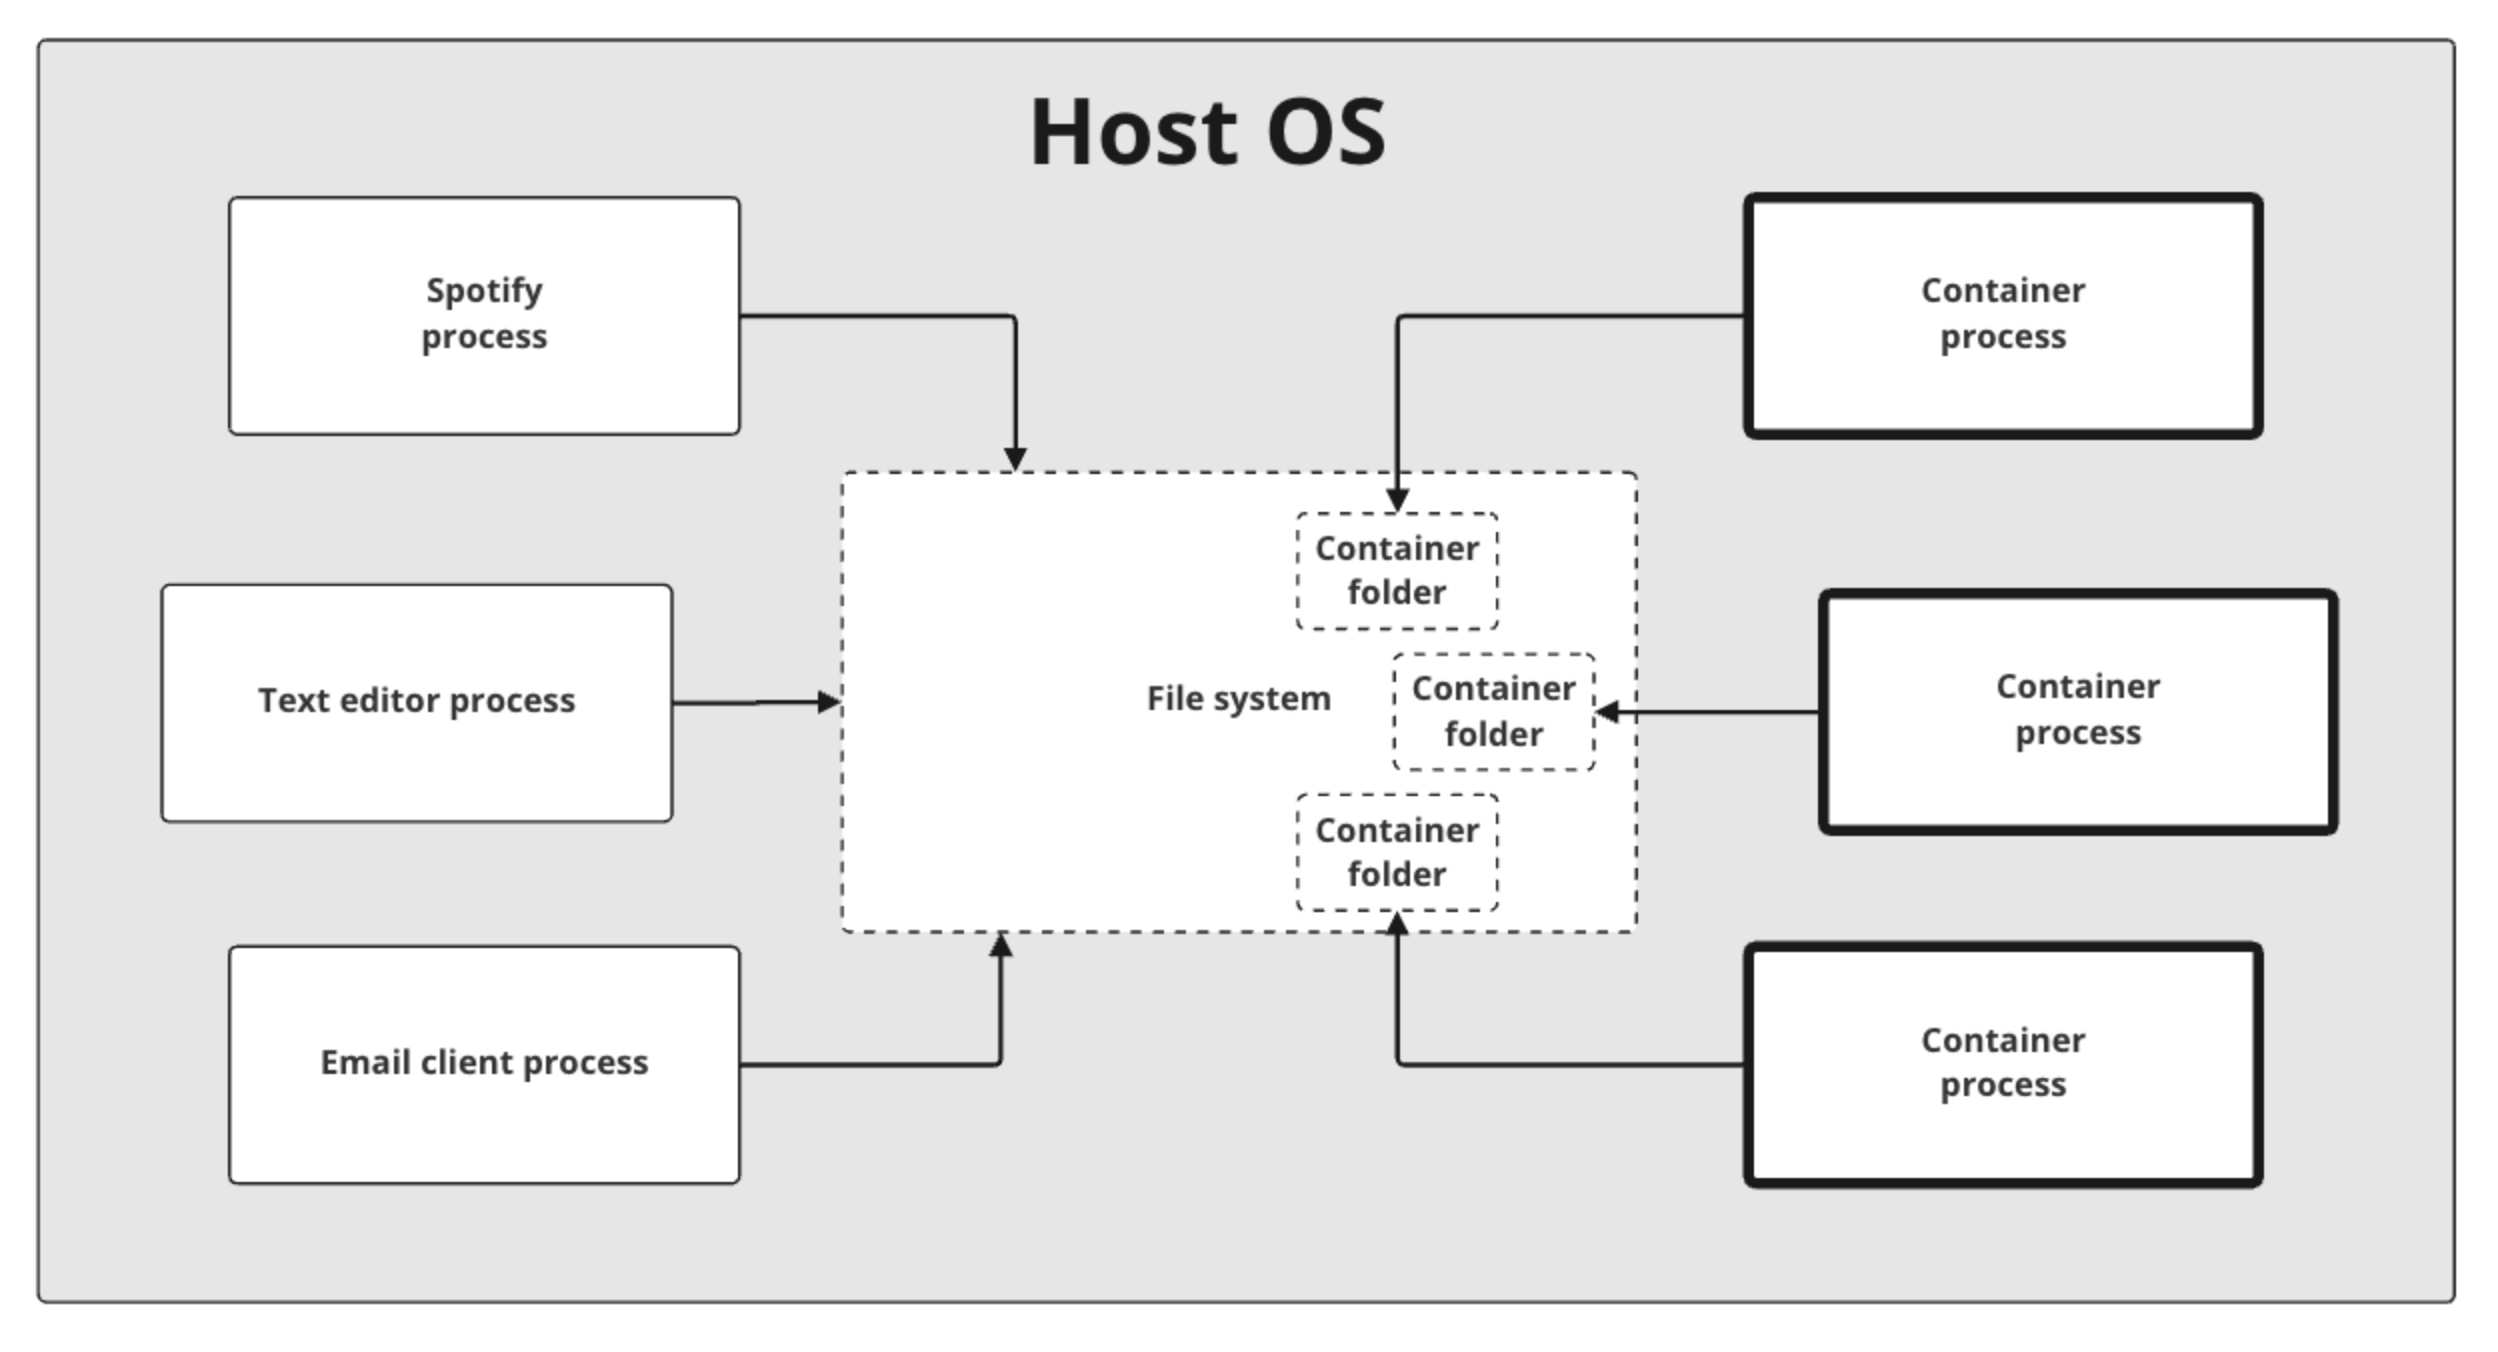 Host OS
Spotify
process
Container
process
Container
folder
Text editor process
File system
Container
folder
Container
process
Container
folder
Email client process
Container
process